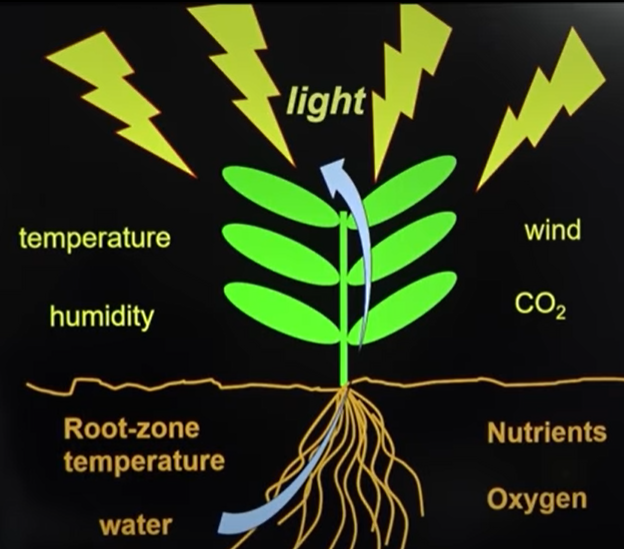 light
temperature
wind
humidity
CO₂
Root-zone
temperature
Nutrients
water
Oxygen